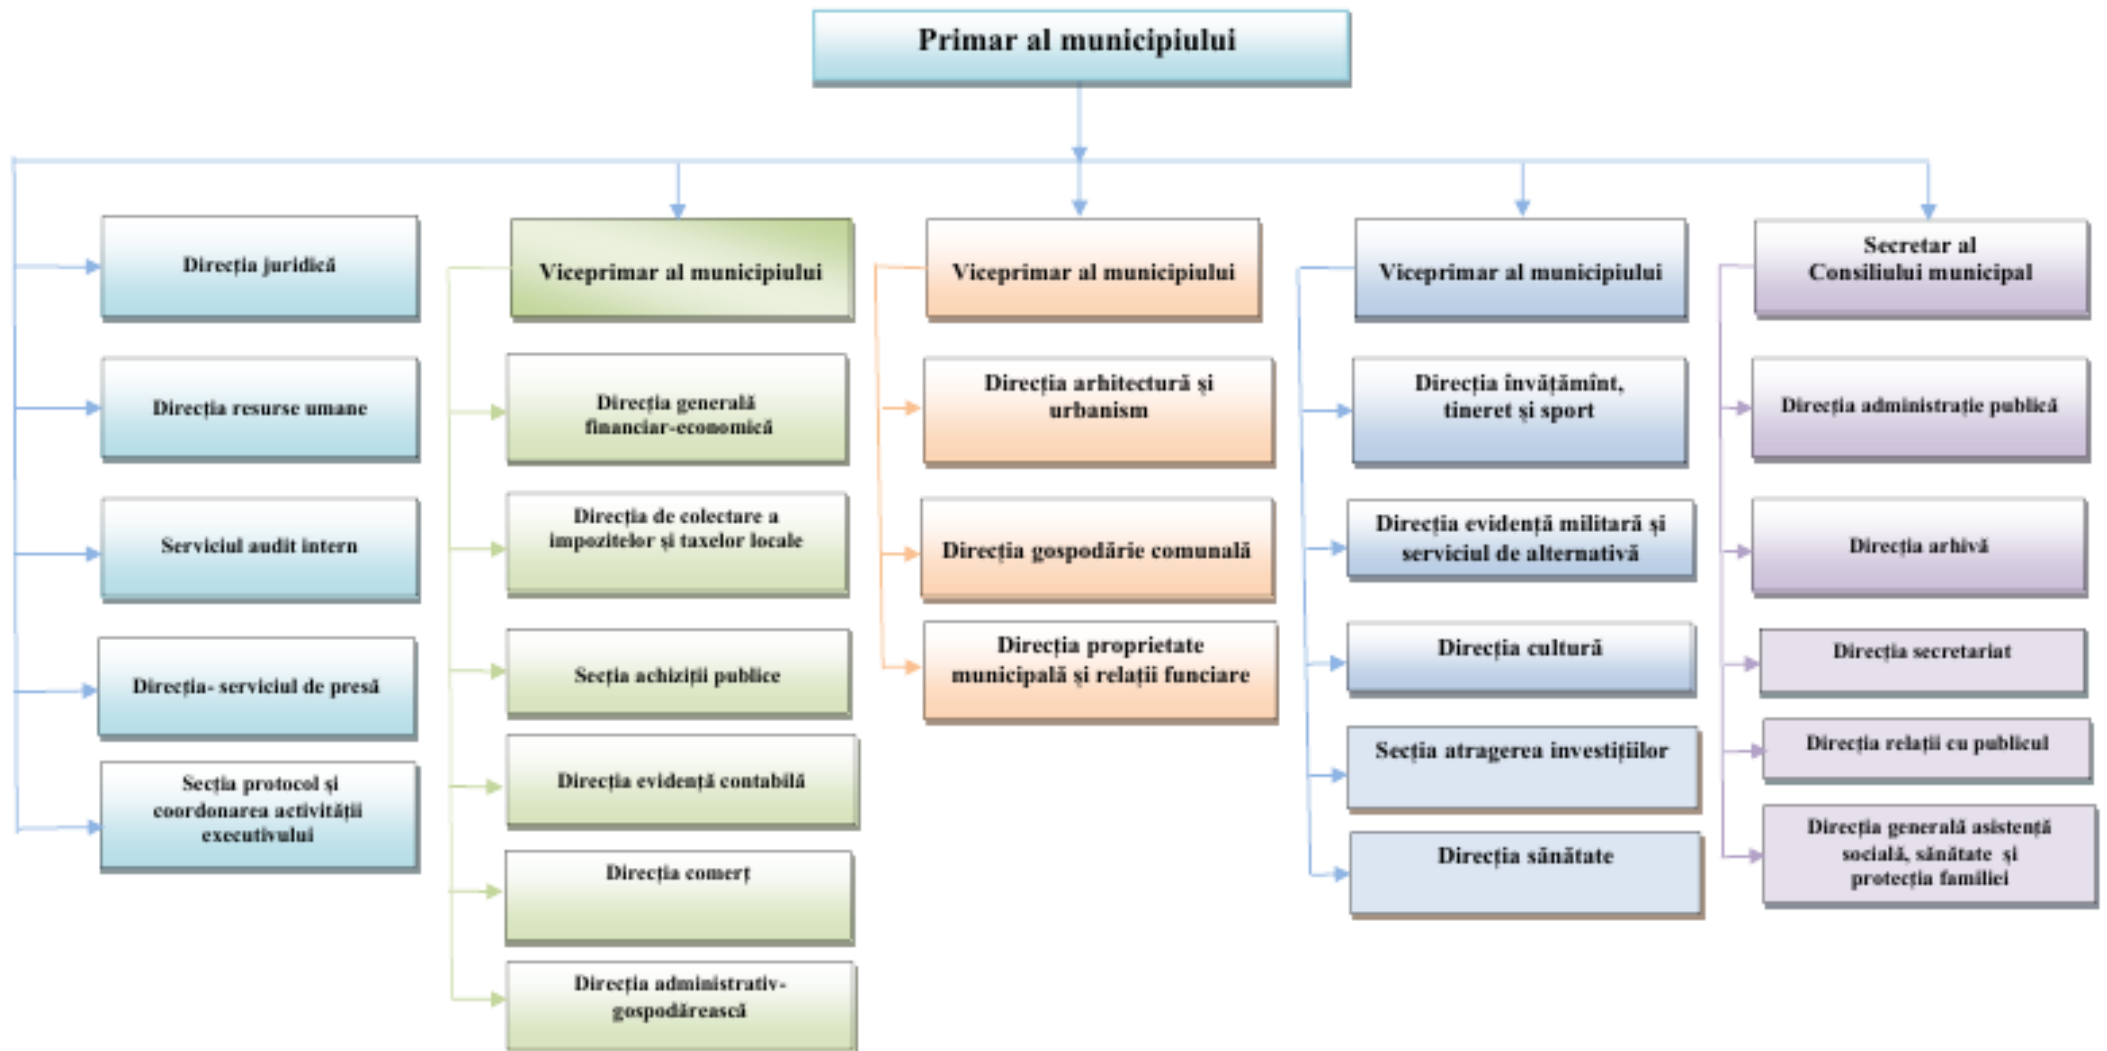 Primar al municipiului
Direcția juridică
Direcția resurse umane
Serviciul audit intern
Direcția- serviciul de presă
Secția protocol și
coordonarea activității
executivului
Viceprimar al municipiului
Direcția generală
financiar-economică
Direcția de colectare a
impozitelor și taxelor locale
Secția achiziții publice
Direcția evidență contabilă
Direcția comerț
Direcția administrativ-
gospodărească
Viceprimar al municipiului
Direcția arhitectură și
urbanism
Direcția gospodărie comunală
Direcția proprietate
municipală și relații funciare
Viceprimar al municipiului
Direcția învățămînt,
tineret și sport
Direcția evidență militară și
serviciul de alternativă
Direcția cultură
Secția atragerea investițiilor
Direcția sănătate
Secretar al
Consiliului municipal
Direcția administrație publică
Direcția arhivă
Direcția secretariat
Direcția relații cu publicul
Direcția generală asistență
socială, sănătate și
protecția familiei